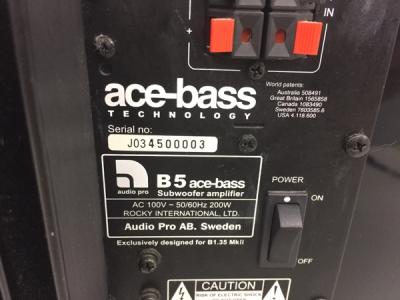 IN
+
ace-bass
TECHNOLOGY
World patents:
Australia 508491
Great Britain 1565858
Canada 1083490
Sweden 7603585.6
USA 4.118.600
Serial no:
J034500003
audio pro
B5 ace-bass
Subwoofer amplifier
AC 100V ~ 50/60Hz 200W
ROCKY INTERNATIONAL, LTD.
Audio Pro AB. Sweden
Exclusively designed for B1.35 MkII
POWER
ON
OFF
CAUTION
RISK OF ELECTRIC SHOCK